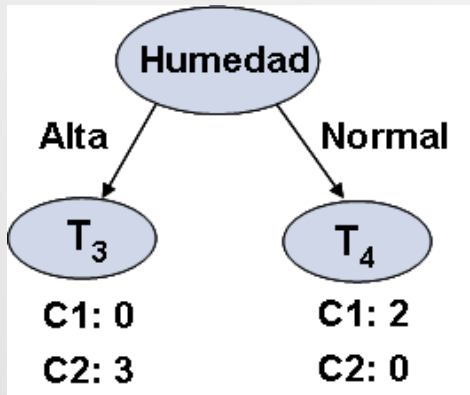 Humedad
Alta Normal
T3 T4
C1: 0 C1: 2
C2: 3 C2: 0